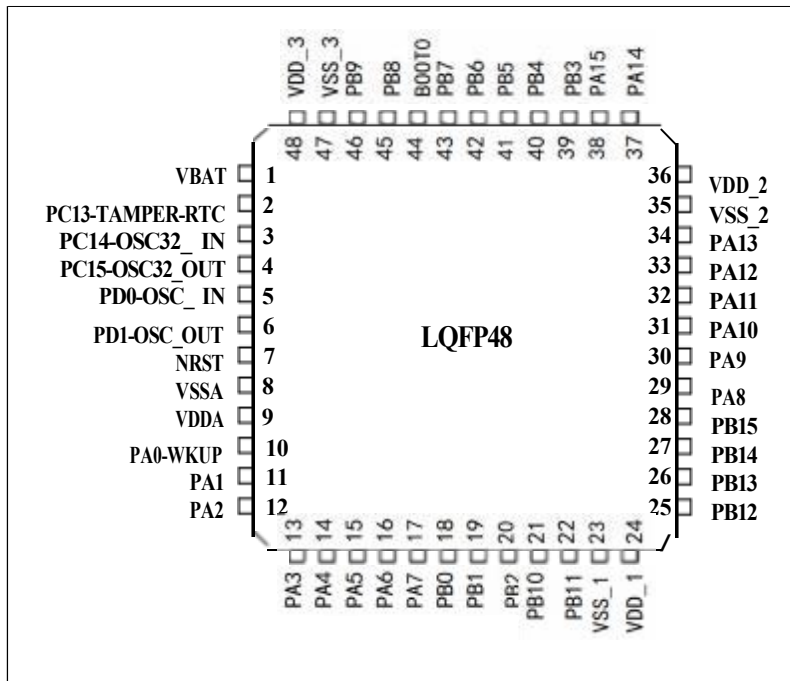 VDD_3
VSS_3
PB9
PB8
BOOT0
PB7
PB6
PB5
PB4
PB3
PA15
PA14
48
47
46
45
44
43
42
41
40
39
38
37
VBAT 1
PC13-TAMPER-RTC 2
PC14-OSC32_ IN 3
PC15-OSC32_OUT 4
PD0-OSC_ IN 5
PD1-OSC_OUT 6
NRST 7
VSSA 8
VDDA 9
PA0-WKUP 10
PA1 11
PA2 12
LQFP48
36 VDD_2
35 VSS_2
34 PA13
33 PA12
32 PA11
31 PA10
30 PA9
29 PA8
28 PB15
27 PB14
26 PB13
25 PB12
13
14
15
16
17
18
19
20
21
22
23
24
PA3
PA4
PA5
PA6
PA7
PB0
PB1
PB2
PB10
PB11
VSS_1
VDD_1